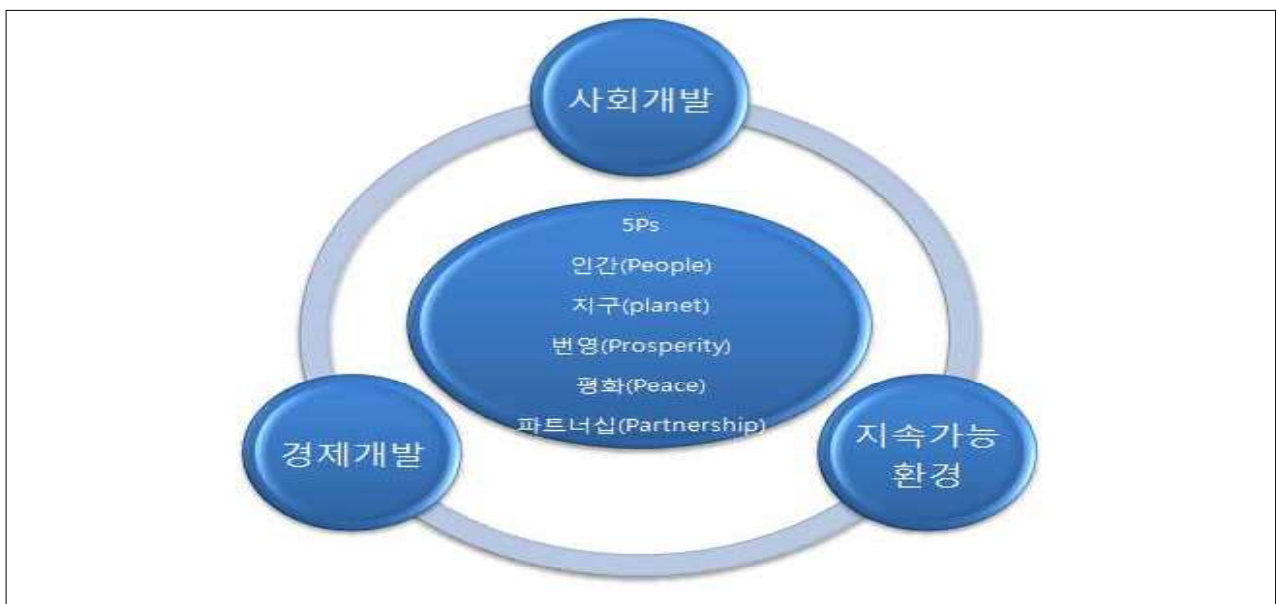 사회개발
5Ps
인간(People)
지구(planet)
번영(Prosperity)
평화(Peace)
파트너십(Partnership)
경제개발
지속가능
환경